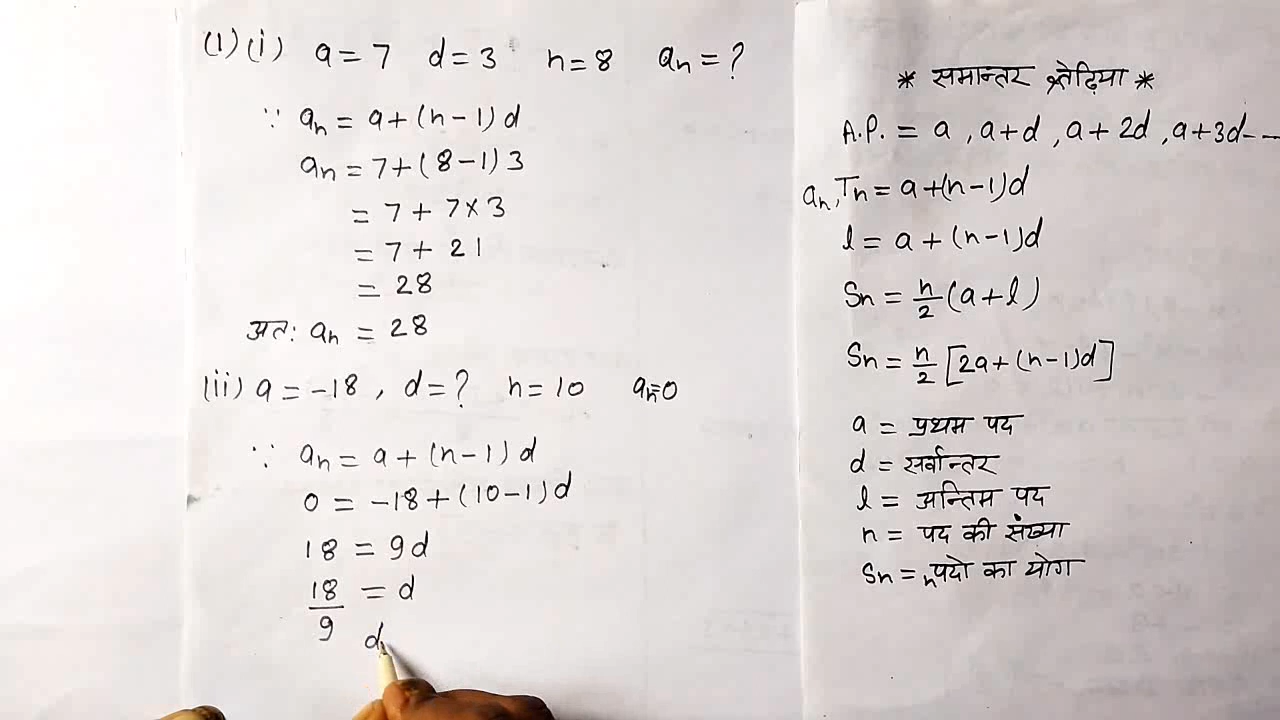 (1) (i) a = 7 d = 3 n = 8 aₙ = ?
∵ aₙ = a + (n-1) d
aₙ = 7 + (8-1) 3
= 7 + 7×3
= 7 + 21
= 28
अतः aₙ = 28
(ii) a = -18 , d = ? n = 10 aₙ=0
∵ aₙ = a + (n-1) d
0 = -18 + (10-1) d
18 = 9d
18/9 = d
d
* समान्तर श्रेढ़िया *
A.P. = a , a+d , a+2d , a+3d----
aₙ, Tₙ = a+(n-1)d
l = a + (n-1)d
Sn = n/2 (a+l)
Sn = n/2 [2a+(n-1)d]
a = प्रथम पद
d = सर्वान्तर
l = अन्तिम पद
n = पद की संख्या
Sn = n पदो का योग